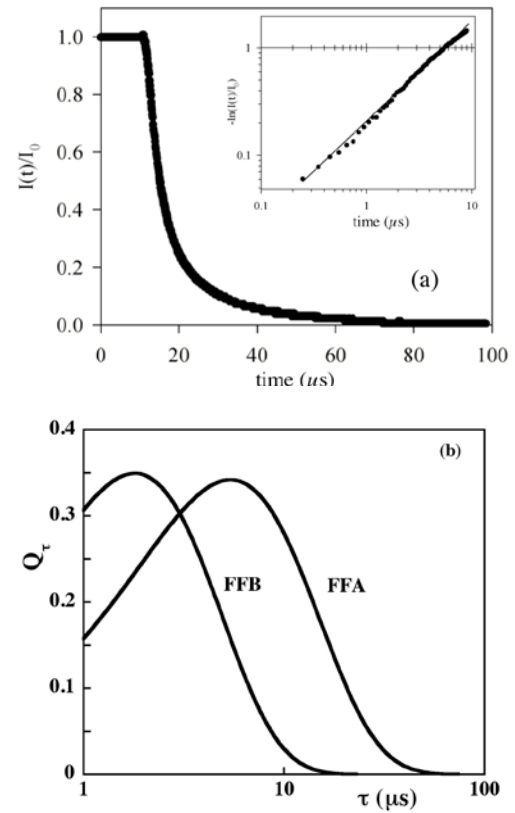 (a)
I(t)/I₀
1.0
0.8
0.6
0.4
0.2
0.0
0
20
40
60
80
100
time (μs)
-ln(I(t)/I₀)
1
0.1
0.1
1
10
time (μs)
(b)
Q_τ
0.4
0.3
0.2
0.1
0
FFB
FFA
1
10
100
τ (μs)